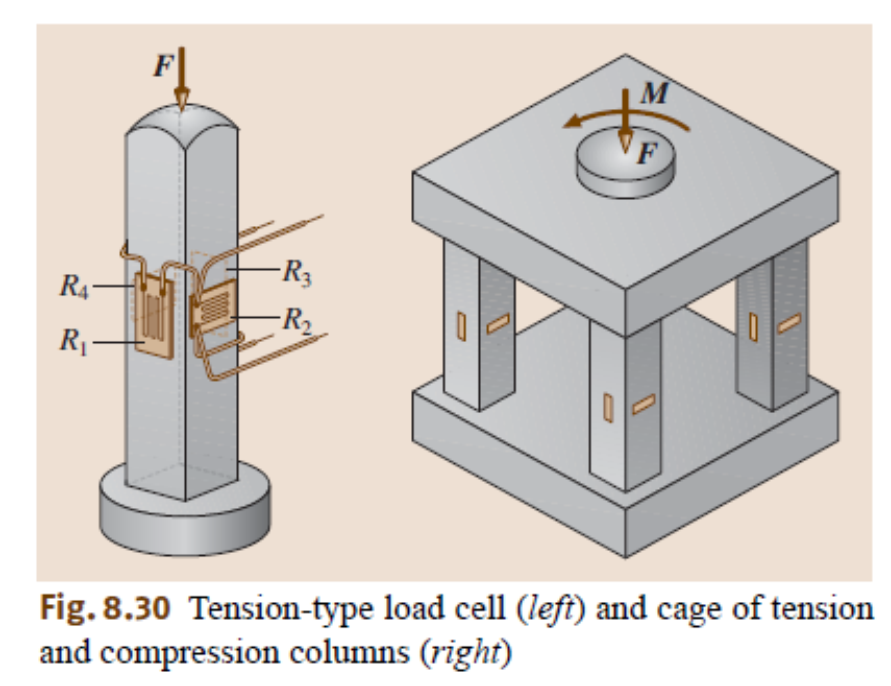 F
M
F
R4
R3
R2
R1
Fig. 8.30 Tension-type load cell (left) and cage of tension
and compression columns (right)